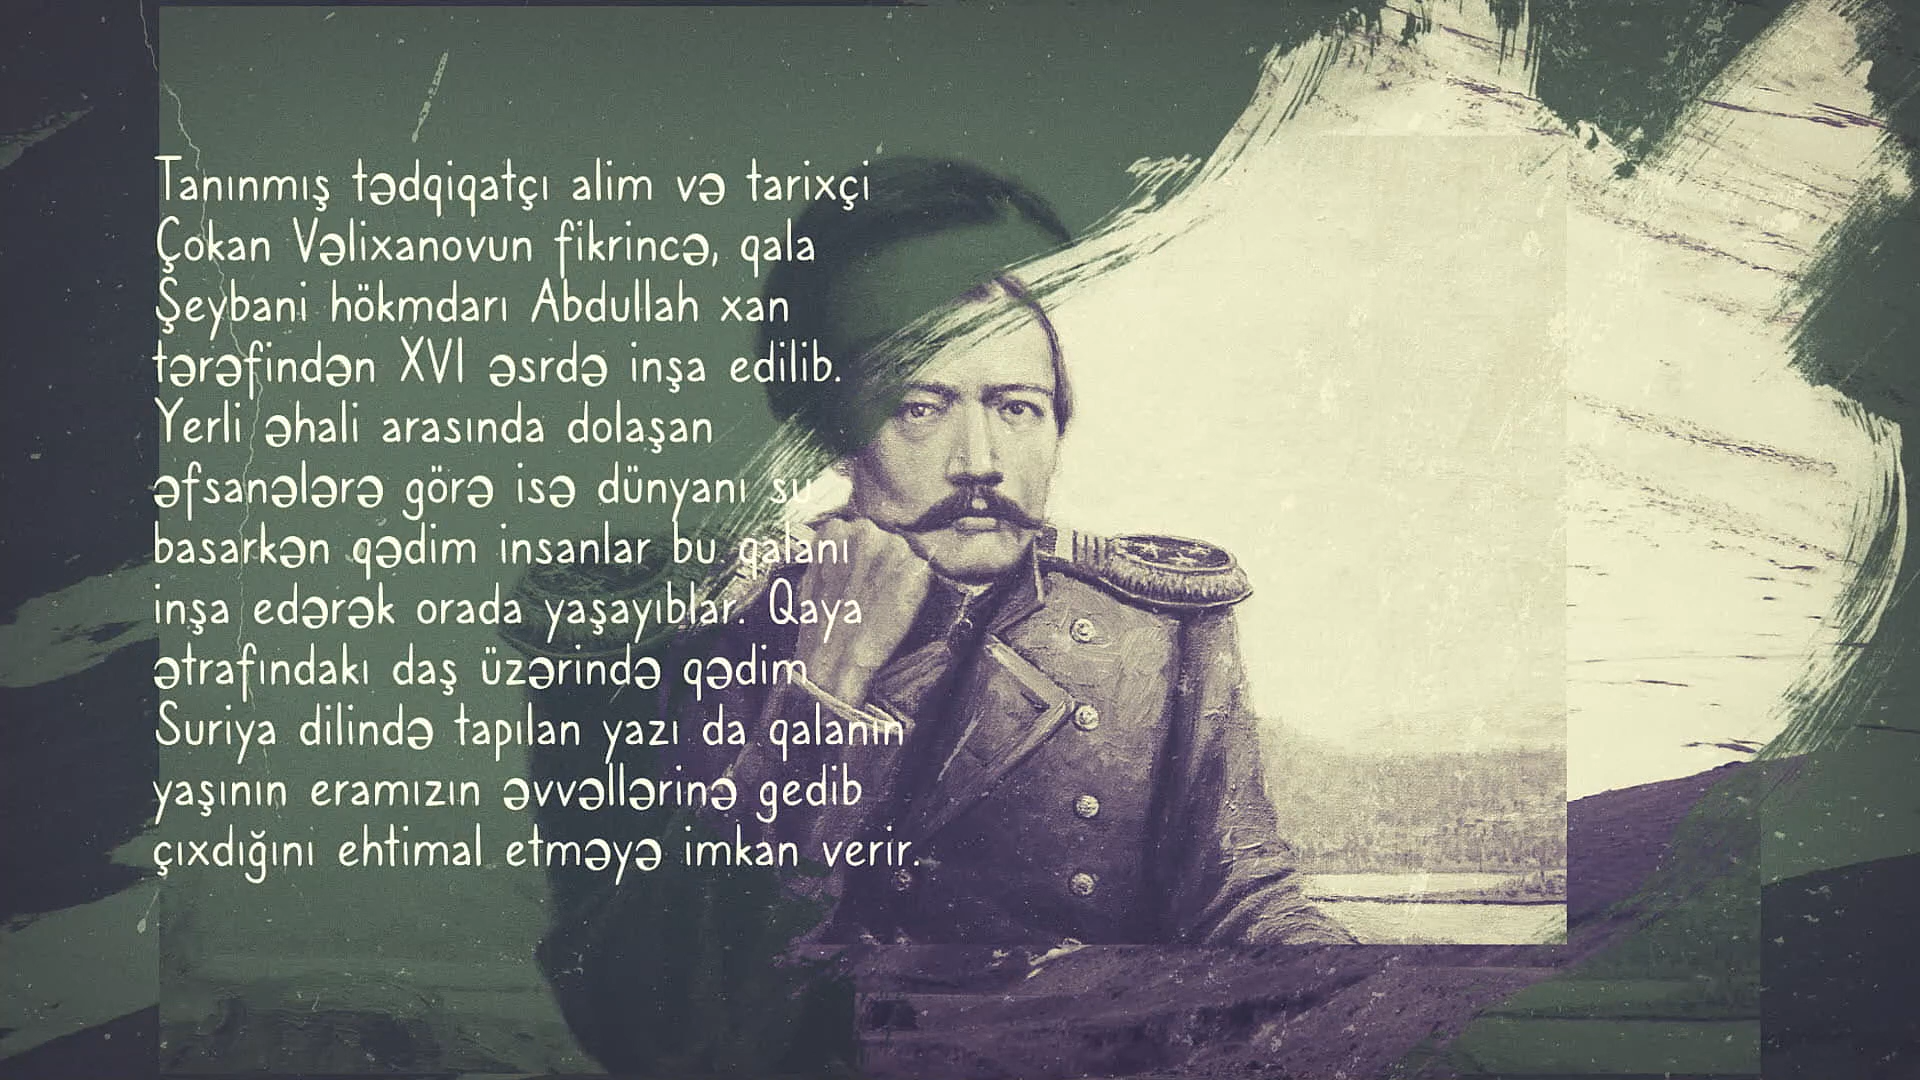 Tanınmış tədqiqatçı alim və tarixçi
Çokan Vəlixanovun fikrincə, qala
Şeybani hökmdarı Abdullah xan
tərəfindən XVI əsrdə inşa edilib.
Yerli əhali arasında dolaşan
əfsanələrə görə isə dünyanı su
basarkən qədim insanlar bu qalanı
inşa edərək orada yaşayıblar. Qaya
ətrafındakı daş üzərində qədim
Suriya dilində tapılan yazı da qalanın
yaşının eramızın əvvəllərinə gedib
çıxdığını ehtimal etməyə imkan verir.